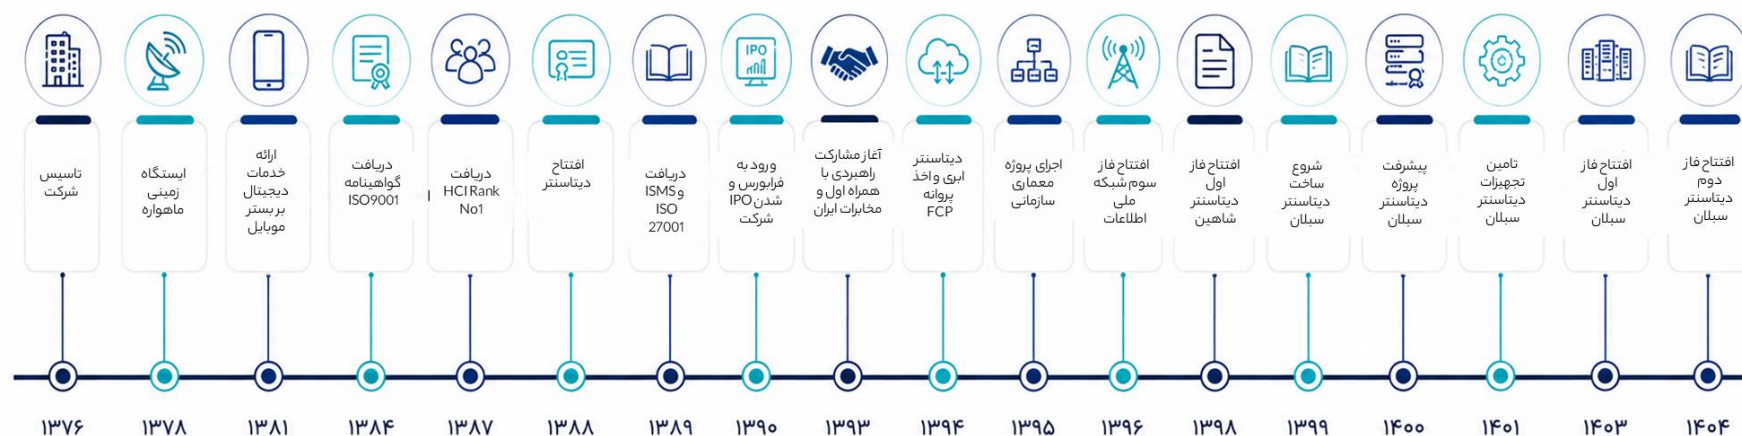 IPO
تاسیس
شرکت
ایستگاه
زمینی
ماهواره
ارائه
خدمات
دیجیتال
بر بستر
موبایل
دریافت
گواهینامه
ISO9001
دریافت
HCI Rank
No1
افتتاح
دیتاسنتر
دریافت
ISMS و
ISO
27001
ورود به
فرابورس و
IPO شدن
شرکت
آغاز مشارکت
راهبردی با
همراه اول و
مخابرات ایران
دیتاسنتر
ابری و اخذ
پروانه
FCP
اجرای پروژه
معماری
سازمانی
افتتاح فاز
سوم شبکه
ملی
اطلاعات
افتتاح فاز
اول
دیتاسنتر
شاهین
شروع
ساخت
دیتاسنتر
سبلان
پیشرفت
پروژه
دیتاسنتر
سبلان
تامین
تجهیزات
دیتاسنتر
سبلان
افتتاح فاز
اول
دیتاسنتر
سبلان
افتتاح فاز
دوم
دیتاسنتر
سبلان
۱۳۷۶
۱۳۷۸
۱۳۸۱
۱۳۸۴
۱۳۸۷
۱۳۸۸
۱۳۸۹
۱۳۹۰
۱۳۹۳
۱۳۹۴
۱۳۹۵
۱۳۹۶
۱۳۹۸
۱۳۹۹
۱۴۰۰
۱۴۰۱
۱۴۰۳
۱۴۰۴